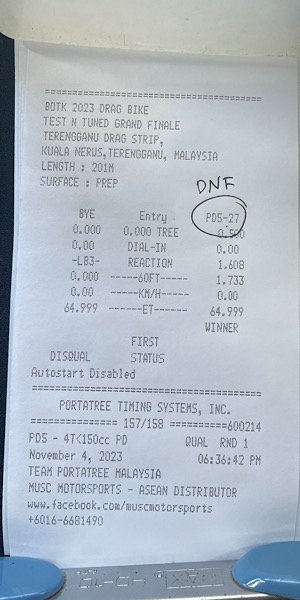 ====================================
BOTK 2023 DRAG BIKE
TEST N TUNED GRAND FINALE
TERENGGANU DRAG STRIP,
KUALA NERUS,TERENGGANU, MALAYSIA
LENGTH : 201M
SURFACE : PREP
DNF
BYE Entry PD5-27
0.000 0.000 TREE 0.500
0.00 DIAL-IN 0.00
-LB3- REACTION 1.608
0.000 ------60FT----- 1.733
0.00 ------KM/H----- 0.00
64.999 ------ET------ 64.999
WINNER
FIRST
DISQUAL STATUS
Autostart Disabled
====================================
PORTATREE TIMING SYSTEMS, INC.
=============== 157/158 ==========600214
PD5 - 4T<150cc PD QUAL RND 1
November 4, 2023 06:36:42 PM
TEAM PORTATREE MALAYSIA
MUSC MOTORSPORTS - ASEAN DISTRIBUTOR
www.facebook.com/muscmotorsports
+6016-6681490